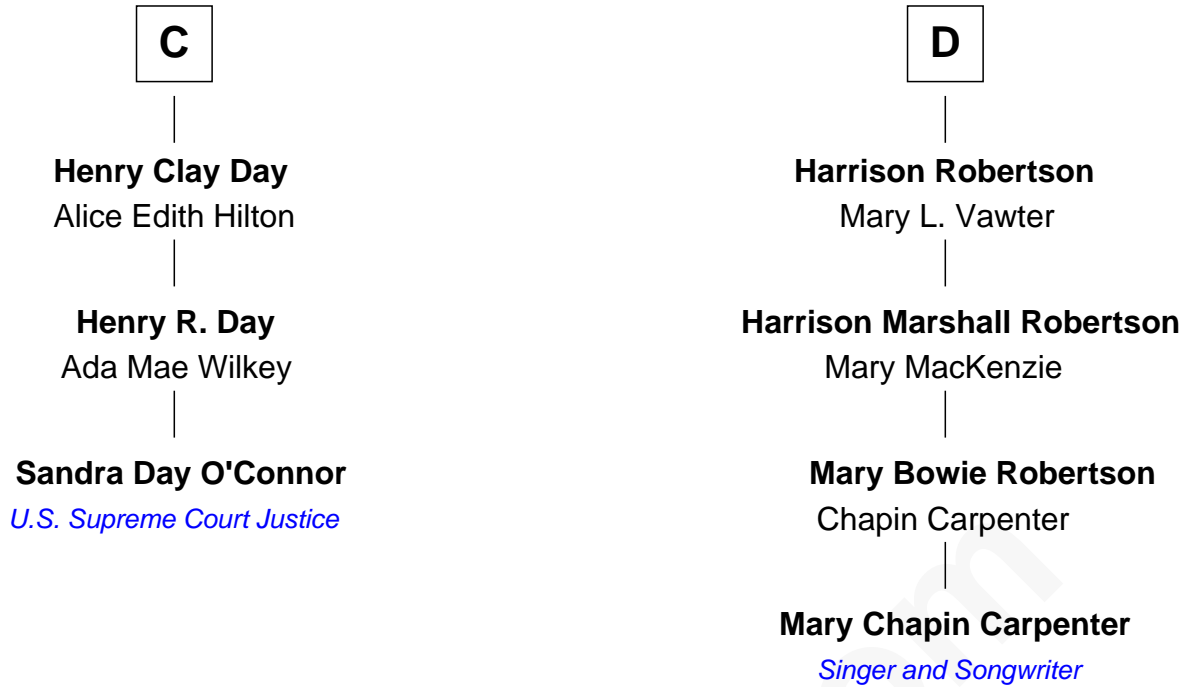 C
Henry Clay Day
Alice Edith Hilton
Henry R. Day
Ada Mae Wilkey
Sandra Day O'Connor
U.S. Supreme Court Justice
D
Harrison Robertson
Mary L. Vawter
Harrison Marshall Robertson
Mary MacKenzie
Mary Bowie Robertson
Chapin Carpenter
Mary Chapin Carpenter
Singer and Songwriter